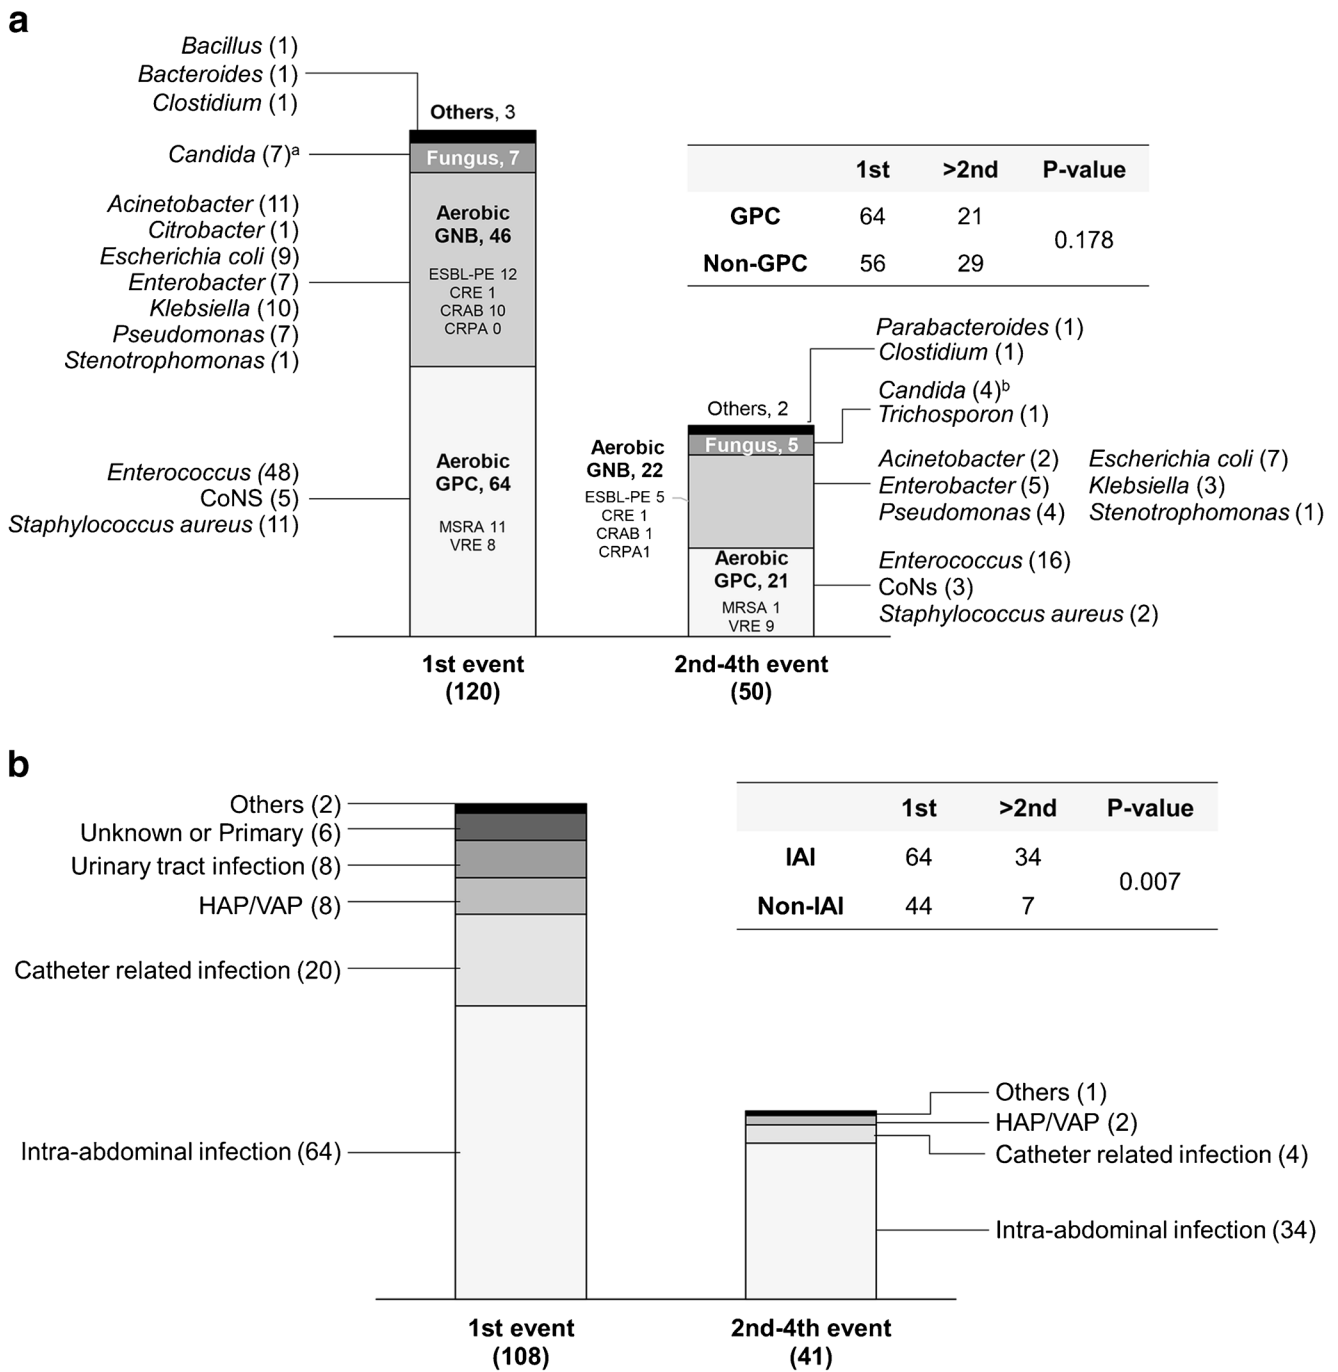 a
Bacillus (1)
Bacteroides (1)
Clostidium (1)
Others, 3
Candida (7)a
Fungus, 7
Acinetobacter (11)
Citrobacter (1)
Escherichia coli (9)
Enterobacter (7)
Klebsiella (10)
Pseudomonas (7)
Stenotrophomonas (1)
Aerobic
GNB, 46
ESBL-PE 12
CRE 1
CRAB 10
CRPA 0
Enterococcus (48)
CoNS (5)
Staphylococcus aureus (11)
Aerobic
GPC, 64
MSRA 11
VRE 8
1st event
(120)
1st >2nd P-value
GPC 64 21
0.178
Non-GPC 56 29
Parabacteroides (1)
Clostidium (1)
Others, 2
Candida (4)b
Trichosporon (1)
Fungus, 5
Aerobic
GNB, 22
ESBL-PE 5
CRE 1
CRAB 1
CRPA1
Acinetobacter (2) Escherichia coli (7)
Enterobacter (5) Klebsiella (3)
Pseudomonas (4) Stenotrophomonas (1)
Aerobic
GPC, 21
MRSA 1
VRE 9
Enterococcus (16)
CoNs (3)
Staphylococcus aureus (2)
2nd-4th event
(50)
b
Others (2)
Unknown or Primary (6)
Urinary tract infection (8)
HAP/VAP (8)
Catheter related infection (20)
Intra-abdominal infection (64)
1st event
(108)
1st >2nd P-value
IAI 64 34
0.007
Non-IAI 44 7
Others (1)
HAP/VAP (2)
Catheter related infection (4)
Intra-abdominal infection (34)
2nd-4th event
(41)